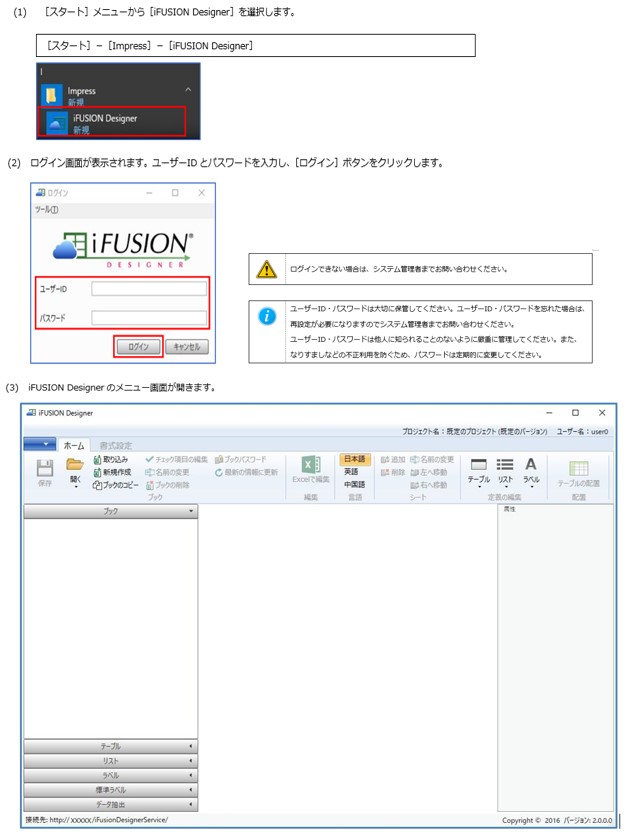 (1) ［スタート］メニューから［iFUSION Designer］を選択します。
［スタート］－［Impress］－［iFUSION Designer］
I
Impress
新規
iFUSION Designer
新規
(2) ログイン画面が表示されます。ユーザーID とパスワードを入力し、［ログイン］ボタンをクリックします。
ログイン
ツール(T)
iFUSION®
DESIGNER
ユーザーID
パスワード
ログイン
キャンセル
ログインできない場合は、システム管理者までお問い合わせください。
ユーザーID・パスワードは大切に保管してください。ユーザーID・パスワードを忘れた場合は、
再設定が必要になりますのでシステム管理者までお問い合わせください。
ユーザーID・パスワードは他人に知られることのないように厳重に管理してください。また、
なりすましなどの不正利用を防ぐため、パスワードは定期的に変更してください。
(3) iFUSION Designer のメニュー画面が開きます。
iFUSION Designer
プロジェクト名：既定のプロジェクト (既定のバージョン) ユーザー名：user0
ホーム 書式設定
取り込み チェック項目の編集 ブックパスワード
日本語 追加 名前の変更
新規作成 名前の変更 最新の情報に更新
英語 削除 左へ移動
保存 開く ブックのコピー ブックの削除
Excelで編集
中国語 右へ移動
テーブル リスト ラベル テーブルの配置
ブック 編集 言語 シート 定義の編集 配置
ブック
属性
テーブル
リスト
ラベル
標準ラベル
データ抽出
接続先: http:// xxxxx/iFusionDesignerService/
Copyright © 2016 バージョン: 2.0.0.0